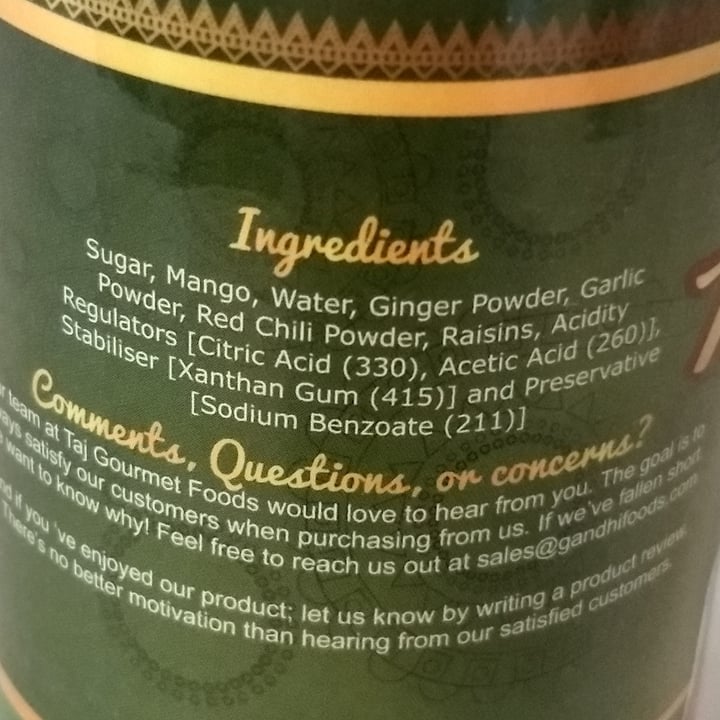 Ingredients
Sugar, Mango, Water, Ginger Powder, Garlic
Powder, Red Chili Powder, Raisins, Acidity
Regulators [Citric Acid (330), Acetic Acid (260)],
Stabiliser [Xanthan Gum (415)] and Preservative
[Sodium Benzoate (211)]
Comments, Questions, or concerns?
team at Taj Gourmet Foods would love to hear from you. The goal is to
satisfy our customers when purchasing from us. If we've fallen short
want to know why! Feel free to reach us out at sales@gandhifoods.com
if you 've enjoyed our product; let us know by writing a product review.
There's no better motivation than hearing from our satisfied customers.